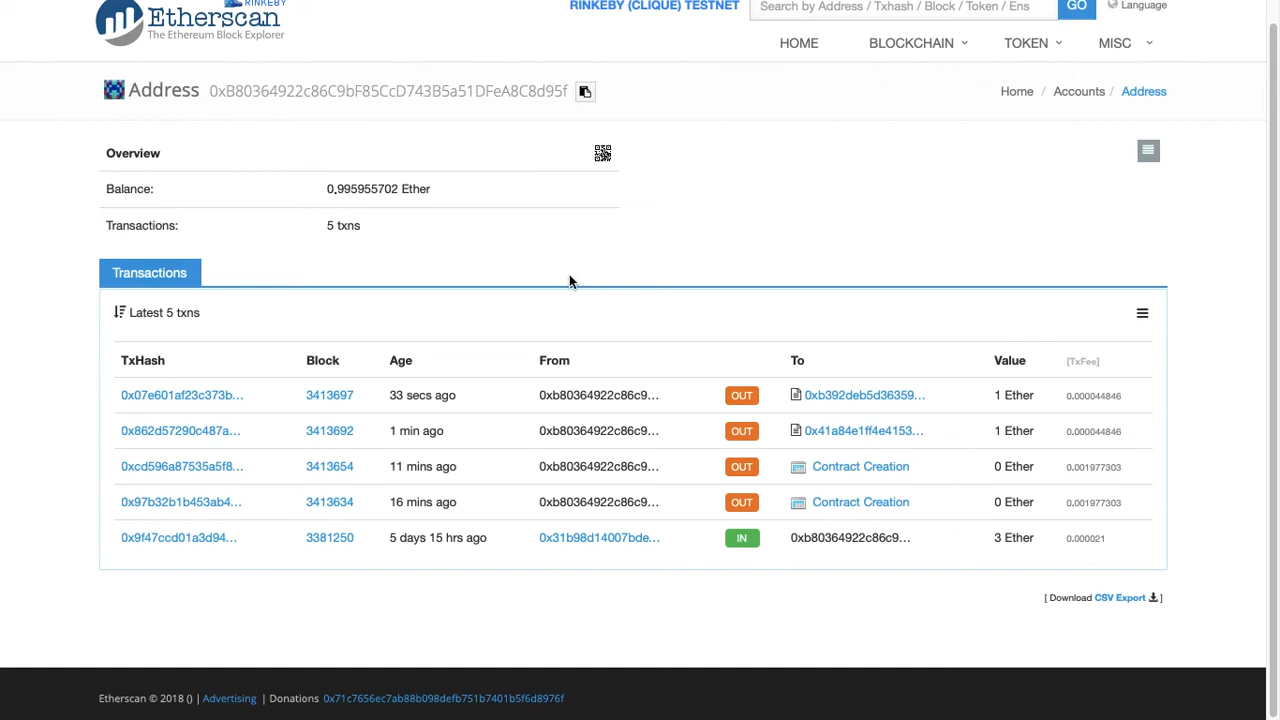 RINKEBY
Etherscan
The Ethereum Block Explorer
RINKEBY (CLIQUE) TESTNET
Search by Address / Txhash / Block / Token / Ens
GO
Language
HOME BLOCKCHAIN TOKEN MISC
Address 0xB80364922c86C9bF85CcD743B5a51DFeA8C8d95f
Home / Accounts / Address
Overview
Balance: 0.995955702 Ether
Transactions: 5 txns
Transactions
Latest 5 txns
TxHash Block Age From To Value [TxFee]
0x07e601af23c373b... 3413697 33 secs ago 0xb80364922c86c9... OUT 0xb392deb5d36359... 1 Ether 0.000044846
0x862d57290c487a... 3413692 1 min ago 0xb80364922c86c9... OUT 0x41a84e1ff4e4153... 1 Ether 0.000044846
0xcd596a87535a5f8... 3413654 11 mins ago 0xb80364922c86c9... OUT Contract Creation 0 Ether 0.001977303
0x97b32b1b453ab4... 3413634 16 mins ago 0xb80364922c86c9... OUT Contract Creation 0 Ether 0.001977303
0x9f47ccd01a3d94... 3381250 5 days 15 hrs ago 0x31b98d14007bde... IN 0xb80364922c86c9... 3 Ether 0.000021
[ Download CSV Export ]
Etherscan © 2018 () | Advertising | Donations 0x71c7656ec7ab88b098defb751b7401b5f6d8976f